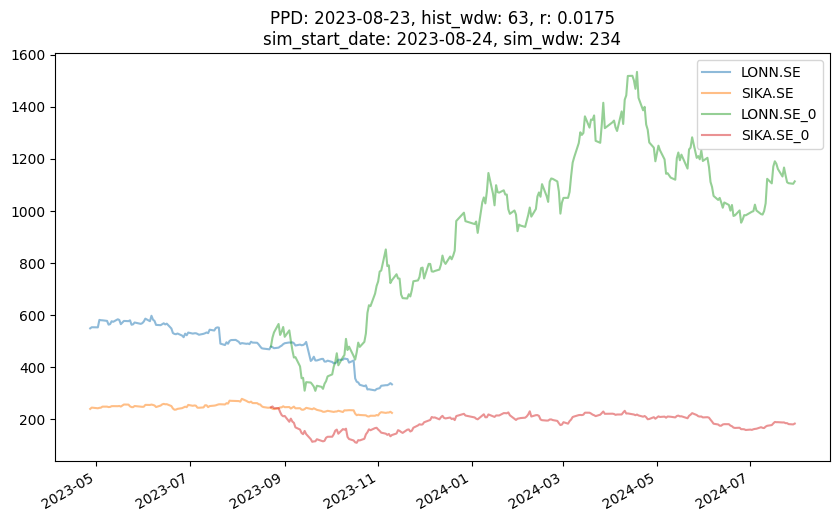 PPD: 2023-08-23, hist_wdw: 63, r: 0.0175
sim_start_date: 2023-08-24, sim_wdw: 234
LONN.SE
SIKA.SE
LONN.SE_0
SIKA.SE_0
1600
1400
1200
1000
800
600
400
200
2023-05
2023-07
2023-09
2023-11
2024-01
2024-03
2024-05
2024-07